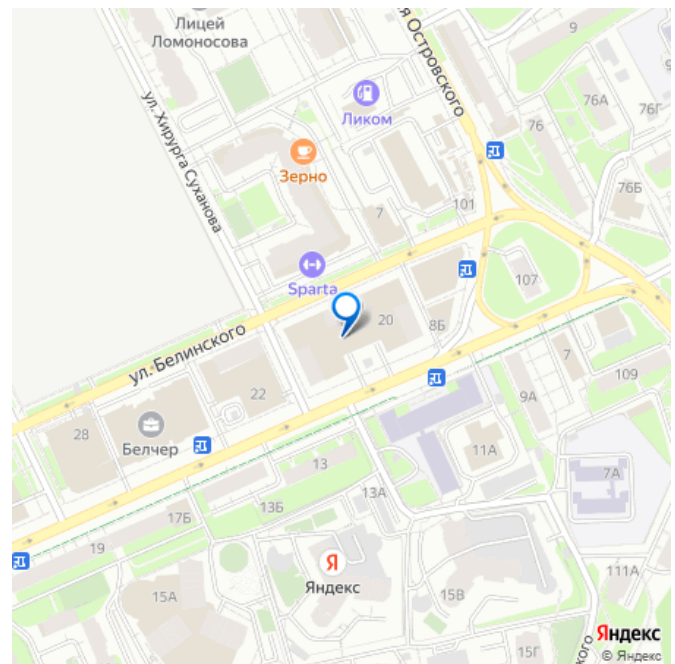 Лицей
Ломоносова
я Островского
9
9
76А
76Г
Ликом
ул. Хирурга Суханова
76
Зерно
76Б
7
101
Sparta
107
20
8Б
ул. Белинского
7
109
22
9А
28
Белчер
11А
7А
13
13А
13Б
17Б
19
Я
Яндекс
15А
15В
111А
15Г
кого
Яндекс
© Яндекс